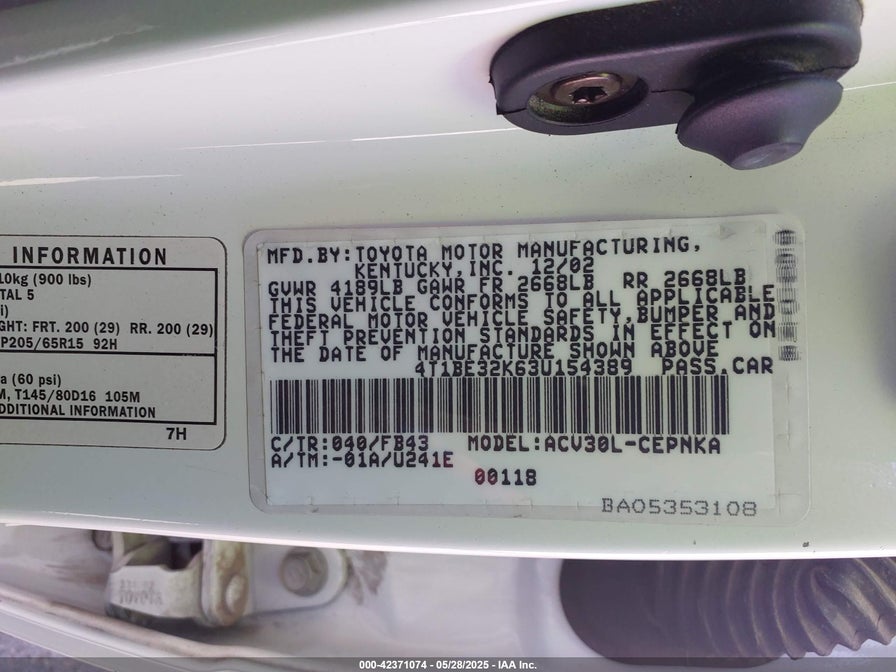 INFORMATION
10kg (900 lbs)
TAL 5
i)
GHT: FRT. 200 (29) RR. 200 (29)
P205/65R15 92H
a (60 psi)
M, T145/80D16 105M
DDITIONAL INFORMATION
7H
MFD.BY:TOYOTA MOTOR MANUFACTURING,
KENTUCKY,INC. 12/02
GVWR 4189LB GAWR FR 2668LB RR 2668LB
THIS VEHICLE CONFORMS TO ALL APPLICABLE
FEDERAL MOTOR VEHICLE SAFETY,BUMPER AND
THEFT PREVENTION STANDARDS IN EFFECT ON
THE DATE OF MANUFACTURE SHOWN ABOVE
4T1BE32K63U154389 PASS.CAR
C/TR:040/FB43 MODEL:ACV30L-CEPNKA
A/TM:-01A/U241E
00118
BA05353108
TOYOTA
000-42371074 — 05/28/2025 — IAA Inc.